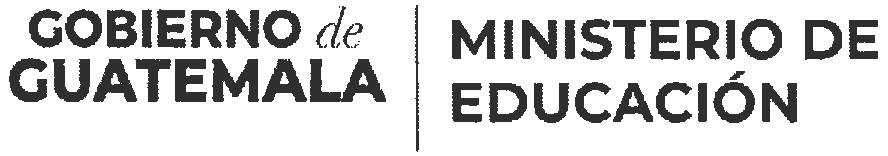 GOBIERNO de
GUATEMALA
MINISTERIO DE
EDUCACIÓN